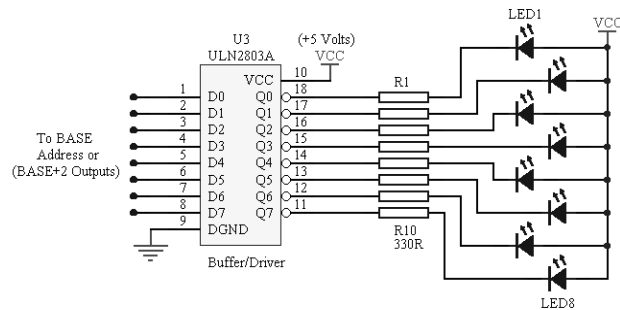 LED1
VCC
U3
ULN2803A
(+5 Volts)
VCC
VCC 10
R1
1 D0 Q0 18
2 D1 Q1 17
3 D2 Q2 16
4 D3 Q3 15
5 D4 Q4 14
6 D5 Q5 13
7 D6 Q6 12
8 D7 Q7 11
9 DGND
To BASE
Address or
(BASE+2 Outputs)
R10
330R
Buffer/Driver
LED8